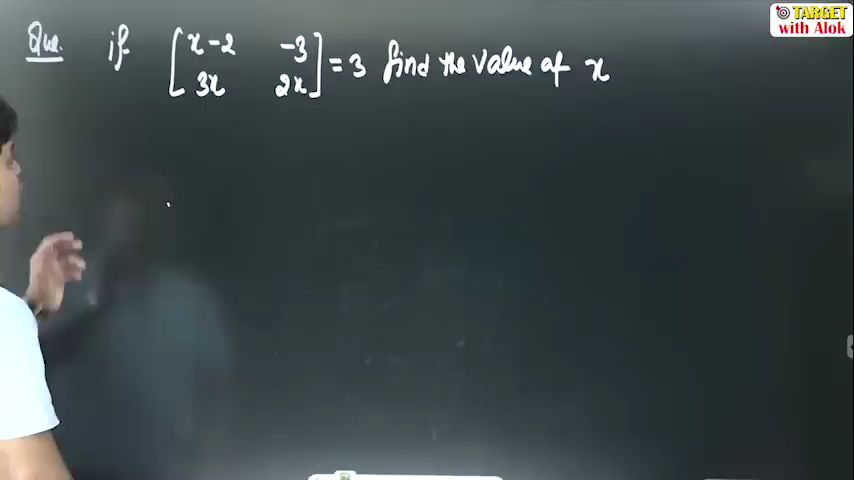 TARGET
with Alok
Que. if [x-2 -3
3x 2x] = 3 find the value of x